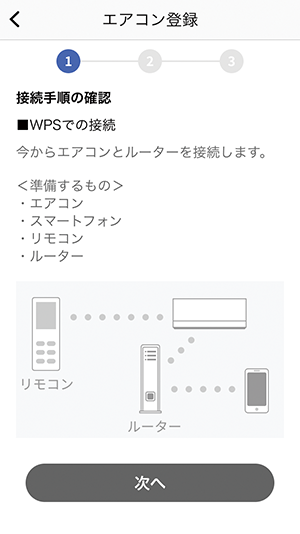 エアコン登録
1 2 3
接続手順の確認
■WPSでの接続
今からエアコンとルーターを接続します。
＜準備するもの＞
・エアコン
・スマートフォン
・リモコン
・ルーター
リモコン
ルーター
次へ